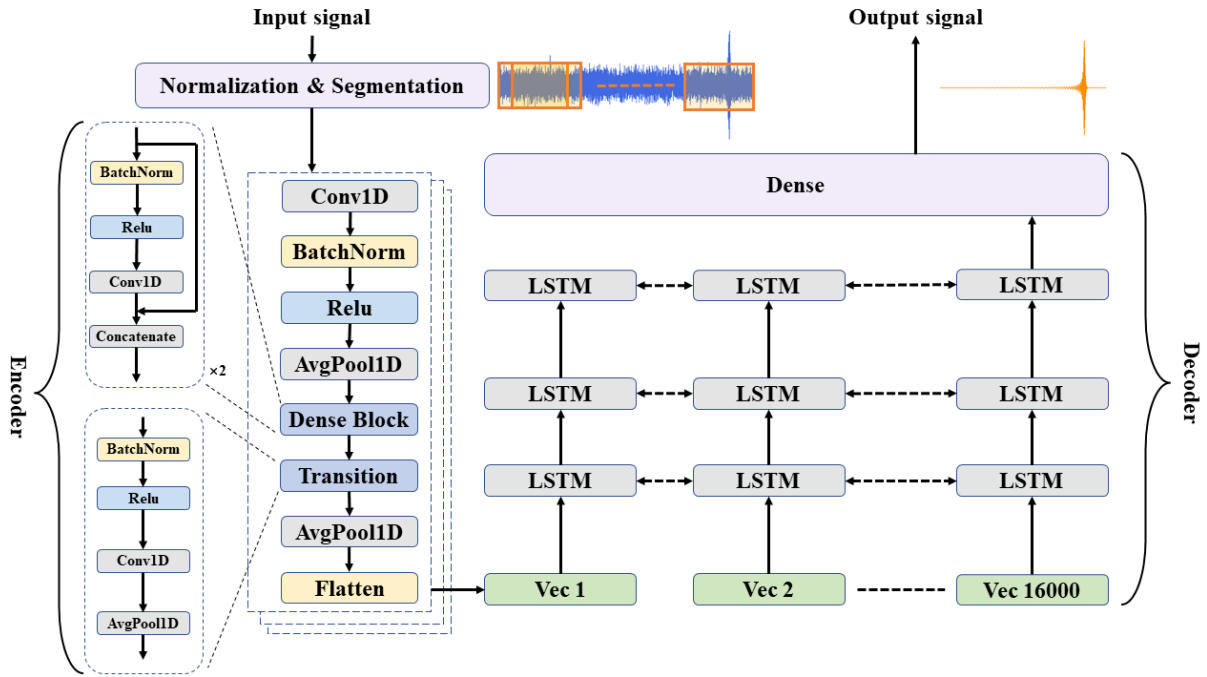 Input signal
Output signal
Normalization & Segmentation
Encoder
BatchNorm
Relu
Conv1D
Concatenate
×2
BatchNorm
Relu
Conv1D
AvgPool1D
Conv1D
BatchNorm
Relu
AvgPool1D
Dense Block
Transition
AvgPool1D
Flatten
Dense
LSTM LSTM LSTM
LSTM LSTM LSTM
LSTM LSTM LSTM
Vec 1 Vec 2 Vec 16000
Decoder